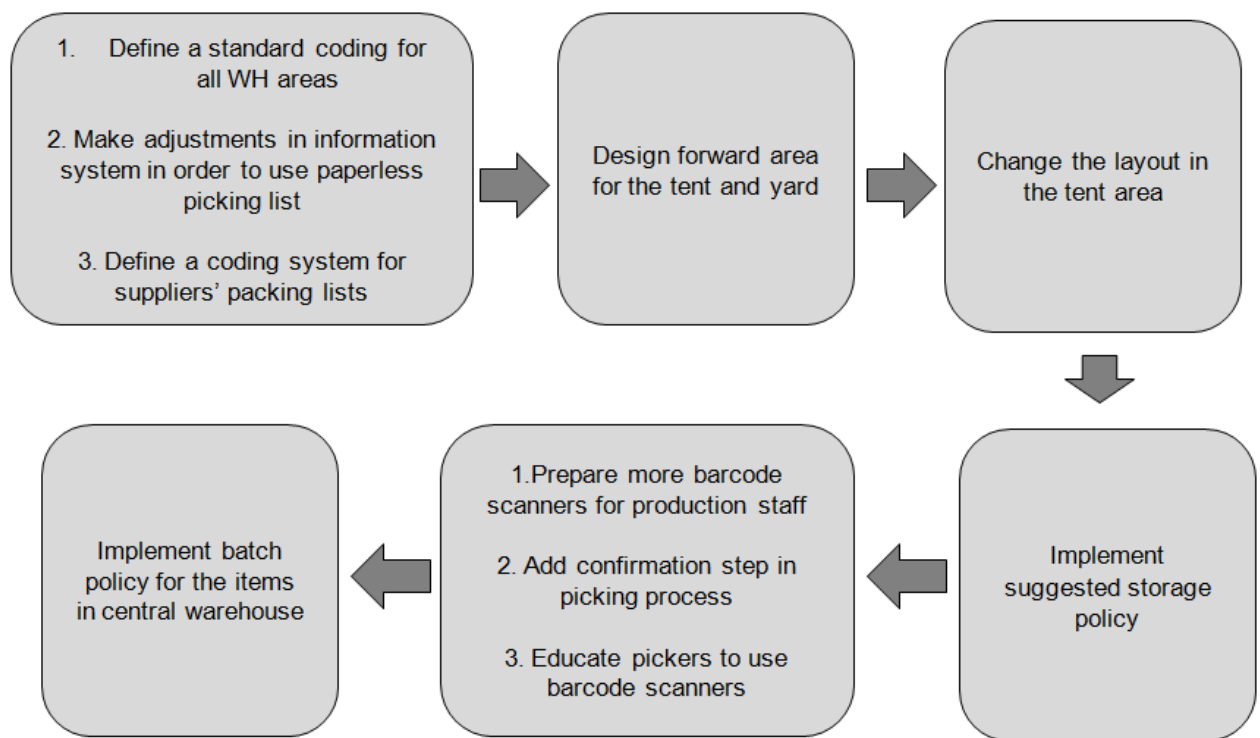 1. Define a standard coding for
all WH areas
2. Make adjustments in information
system in order to use paperless
picking list
3. Define a coding system for
suppliers’ packing lists
Design forward area
for the tent and yard
Change the layout in
the tent area
Implement
suggested storage
policy
1.Prepare more barcode
scanners for production staff
2. Add confirmation step in
picking process
3. Educate pickers to use
barcode scanners
Implement batch
policy for the items
in central warehouse